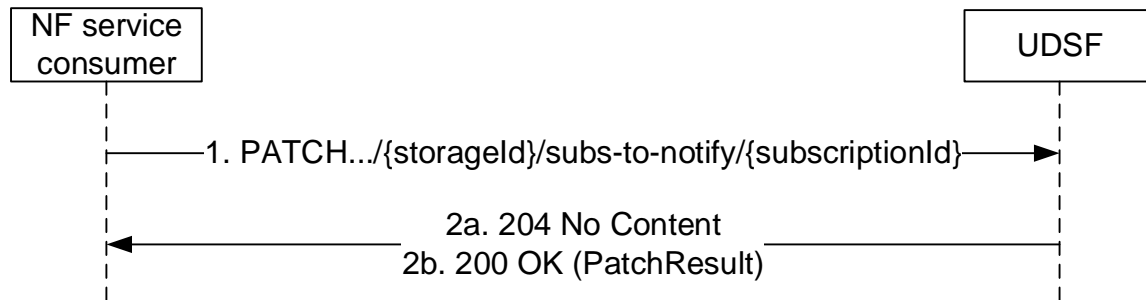 NF service
consumer
UDSF
1. PATCH.../{storageId}/subs-to-notify/{subscriptionId}
2a. 204 No Content
2b. 200 OK (PatchResult)